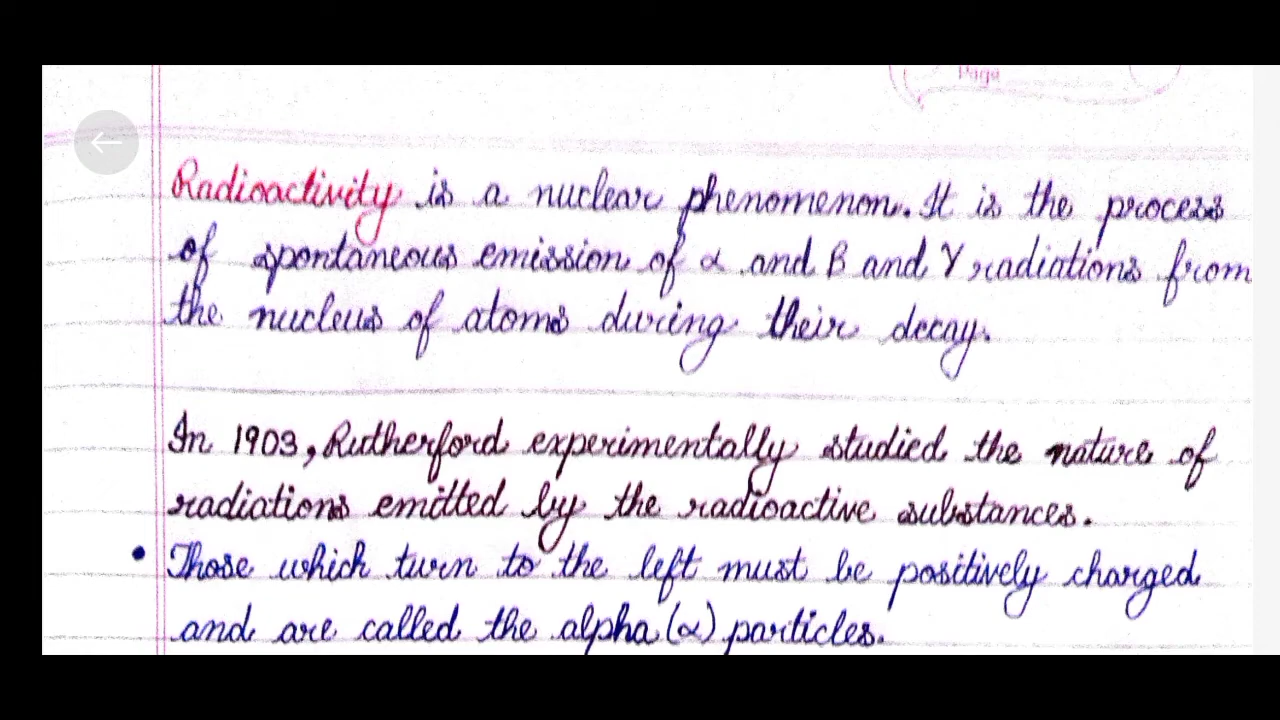 Page
Radioactivity is a nuclear phenomenon. It is the process
of spontaneous emission of α and β and γ radiations from
the nucleus of atoms during their decay.
In 1903, Rutherford experimentally studied the nature of
radiations emitted by the radioactive substances.
• Those which turn to the left must be positively charged
and are called the alpha (α) particles.